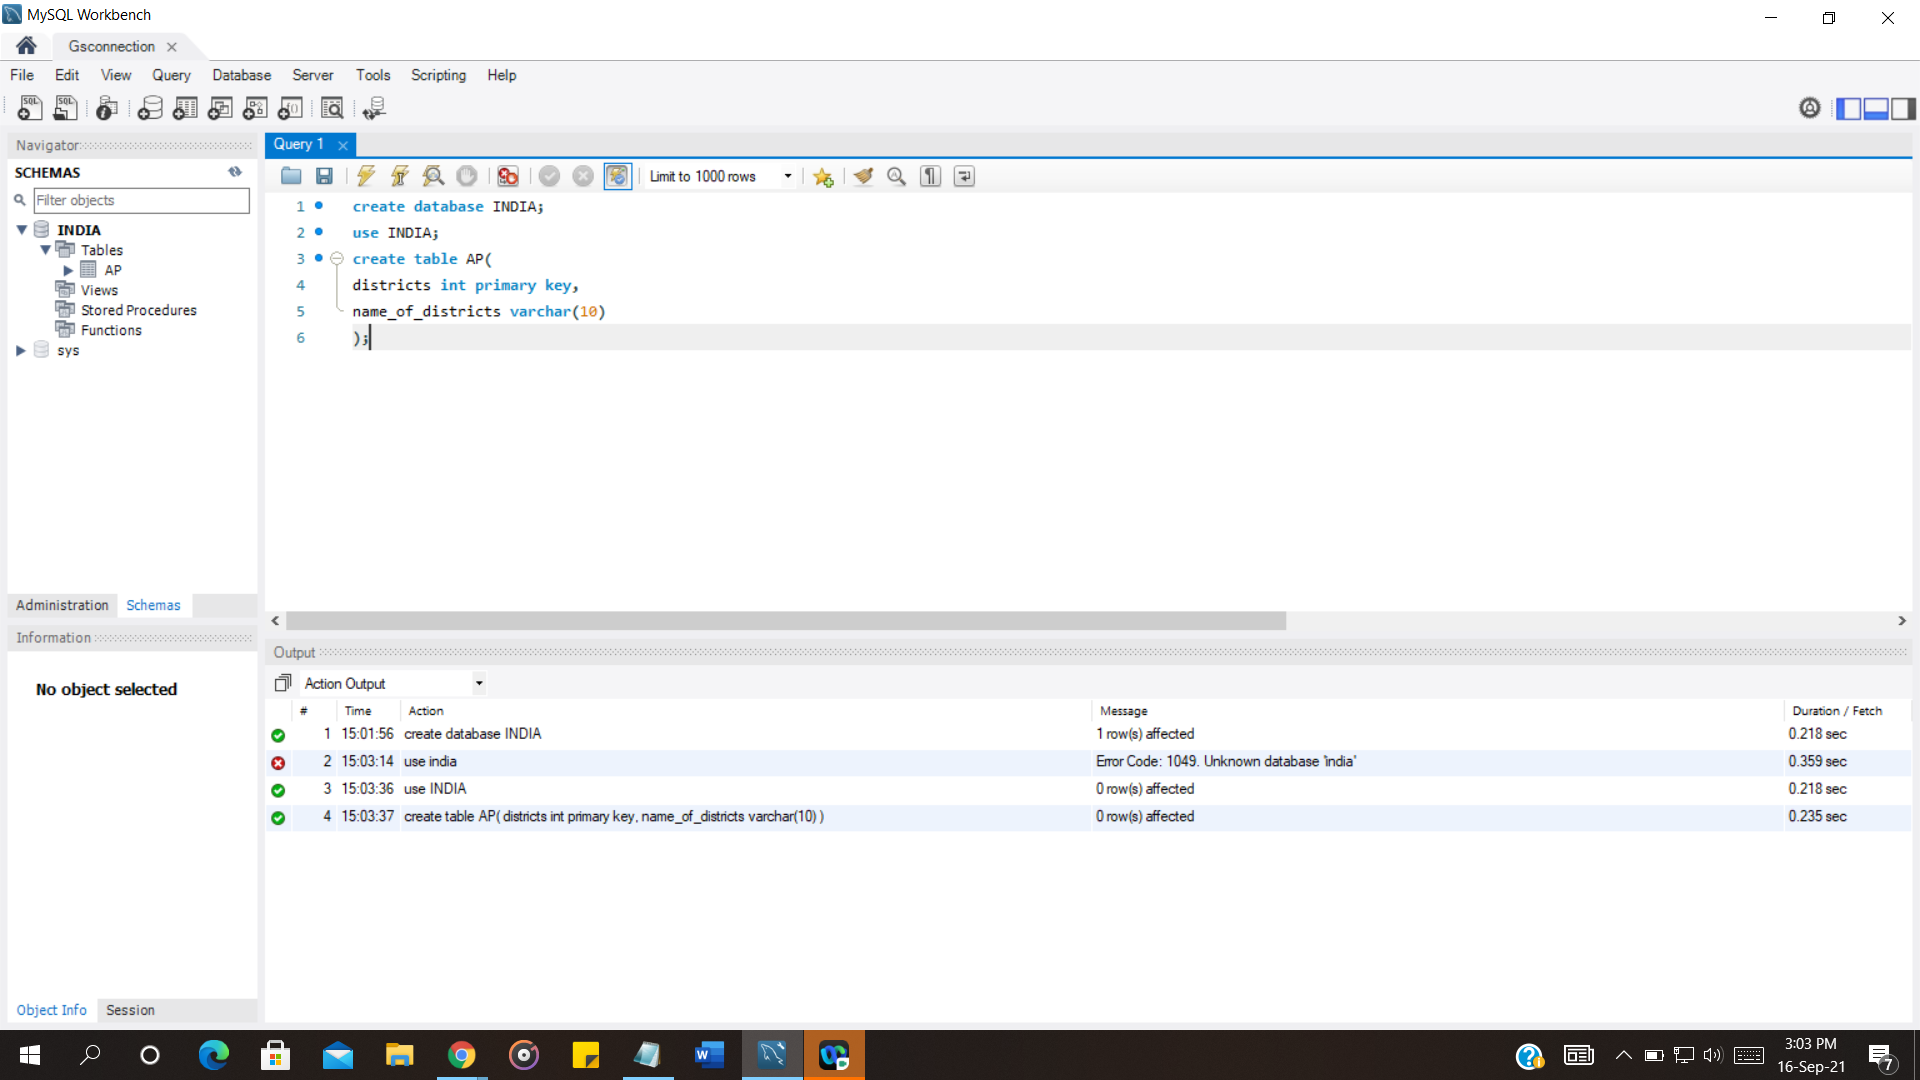 MySQL Workbench
Gsconnection
File Edit View Query Database Server Tools Scripting Help
Navigator
SCHEMAS
Filter objects
INDIA
Tables
AP
Views
Stored Procedures
Functions
sys
Administration Schemas
Information
No object selected
Object Info Session
Query 1
Limit to 1000 rows
1 create database INDIA;
2 use INDIA;
3 create table AP(
4 districts int primary key,
5 name_of_districts varchar(10)
6 );
Output
Action Output
# Time Action Message Duration / Fetch
1 15:01:56 create database INDIA 1 row(s) affected 0.218 sec
2 15:03:14 use india Error Code: 1049. Unknown database 'india' 0.359 sec
3 15:03:36 use INDIA 0 row(s) affected 0.218 sec
4 15:03:37 create table AP( districts int primary key, name_of_districts varchar(10) ) 0 row(s) affected 0.235 sec
3:03 PM
16-Sep-21
7